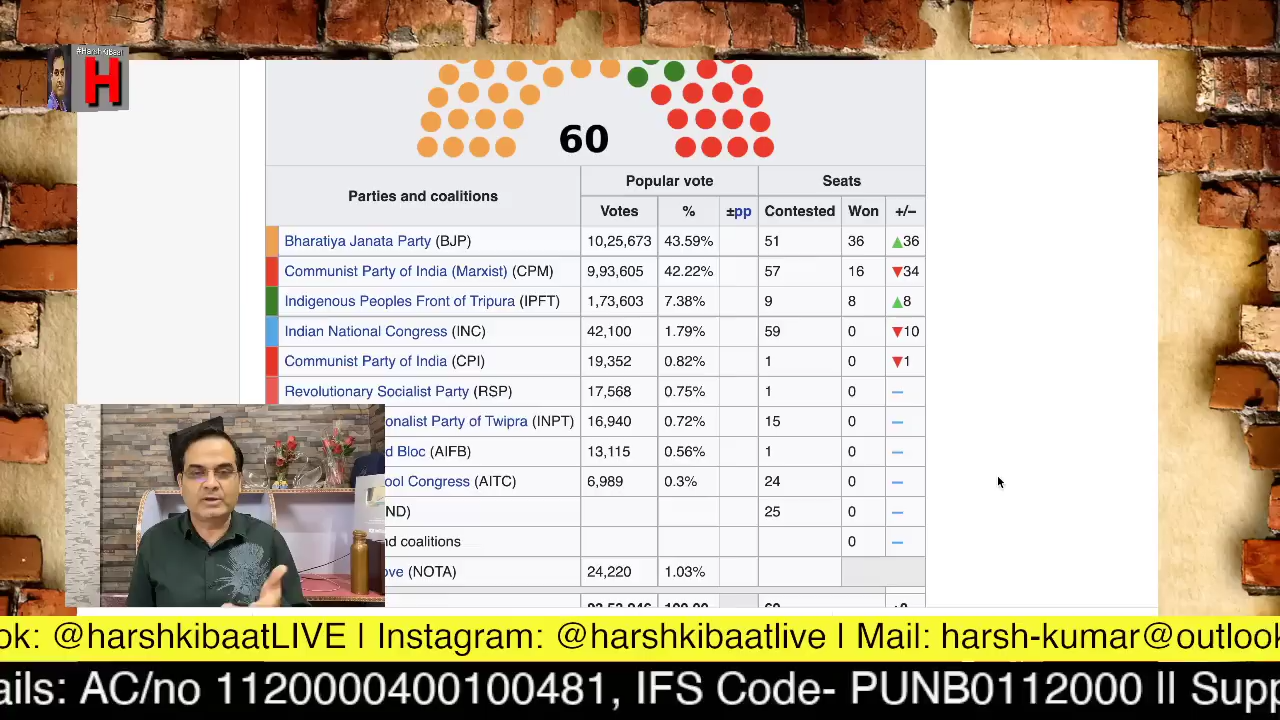 #HarshKibaat
H
60
Parties and coalitions Popular vote Seats
Votes % ±pp Contested Won +/–
Bharatiya Janata Party (BJP) 10,25,673 43.59% 51 36 ▲36
Communist Party of India (Marxist) (CPM) 9,93,605 42.22% 57 16 ▼34
Indigenous Peoples Front of Tripura (IPFT) 1,73,603 7.38% 9 8 ▲8
Indian National Congress (INC) 42,100 1.79% 59 0 ▼10
Communist Party of India (CPI) 19,352 0.82% 1 0 ▼1
Revolutionary Socialist Party (RSP) 17,568 0.75% 1 0 –
onalist Party of Twipra (INPT) 16,940 0.72% 15 0 –
d Bloc (AIFB) 13,115 0.56% 1 0 –
ool Congress (AITC) 6,989 0.3% 24 0 –
ND) 25 0 –
nd coalitions 0 –
ove (NOTA) 24,220 1.03%
ok: @harshkibaatLIVE I Instagram: @harshkibaatlive I Mail: harsh-kumar@outlook
ails: AC/no 1120000400100481, IFS Code- PUNB0112000 II Supp